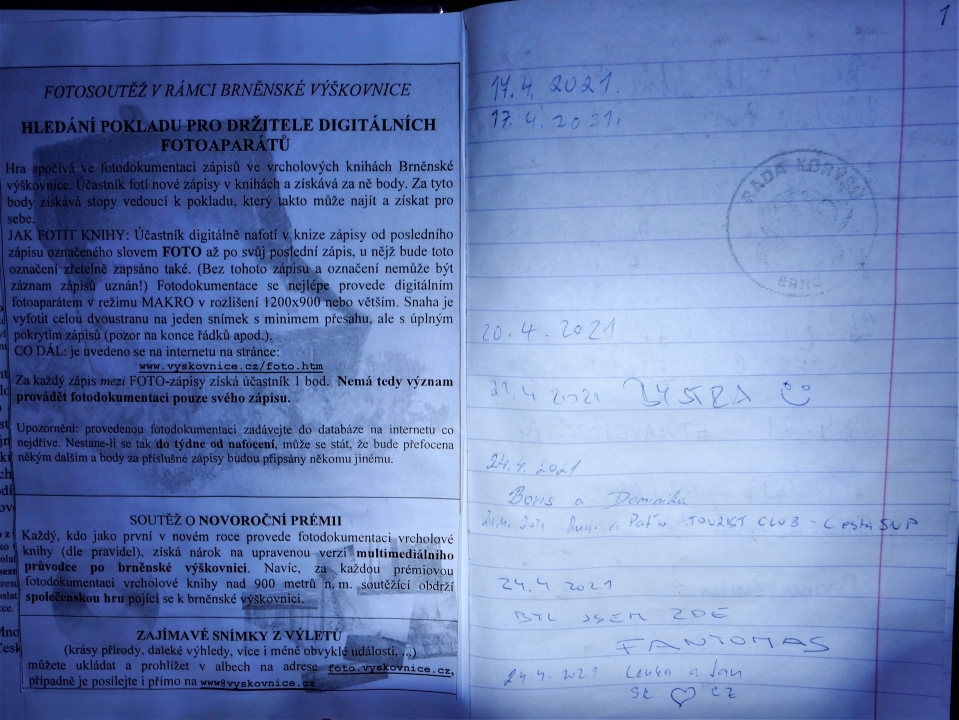 FOTOSOUTĚŽ V RÁMCI BRNĚNSKÉ VÝŠKOVNICE
HLEDÁNÍ POKLADU PRO DRŽITELE DIGITÁLNÍCH
FOTOAPARÁTŮ
Hra spočívá ve fotodokumentaci zápisů ve vrcholových knihách Brněnské
výškovnice. Účastník fotí nové zápisy v knihách a získává za ně body. Za tyto
body získává stopy vedoucí k pokladu, který takto může najít a získat pro
sebe.
JAK FOTIT KNIHY: Účastník digitálně nafotí v knize zápisy od posledního
zápisu označeného slovem FOTO až po svůj poslední zápis, u nějž bude toto
označení zřetelně zapsáno také. (Bez tohoto zápisu a označení nemůže být
záznam zápisů uznán!) Fotodokumentace se nejlépe provede digitálním
fotoaparátem v režimu MAKRO v rozlišení 1200x900 nebo větším. Snaha je
vyfotit celou dvoustranu na jeden snímek s minimem přesahu, ale s úplným
pokrytím zápisů (pozor na konce řádků apod.).
CO DÁL: je uvedeno se na internetu na stránce:
www.vyskovnice.cz/foto.htm
Za každý zápis mezi FOTO-zápisy získá účastník 1 bod. Nemá tedy význam
provádět fotodokumentaci pouze svého zápisu.
Upozornění: provedenou fotodokumentaci zadávejte do databáze na internetu co
nejdříve. Nestane-li se tak do týdne od nafocení, může se stát, že bude přefocena
někým dalším a body za příslušné zápisy budou připsány někomu jinému.
SOUTĚŽ O NOVOROČNÍ PRÉMII
Každý, kdo jako první v novém roce provede fotodokumentaci vrcholové
knihy (dle pravidel), získá nárok na upravenou verzi multimediálního
průvodce po brněnské výškovnici. Navíc, za každou prémiovou
fotodokumentaci vrcholové knihy nad 900 metrů n. m. soutěžící obdrží
společenskou hru pojící se k brněnské výškovnici.
ZAJÍMAVÉ SNÍMKY Z VÝLETŮ
(krásy přírody, daleké výhledy, více i méně obvyklé události, ...)
můžete ukládat a prohlížet v albech na adrese foto.vyskovnice.cz,
případně je posílejte i přímo na www@vyskovnice.cz
1
14.4. 2021.
17.4. 2021.
RADA
BRNO
20.4. 2021
21.4 2021 BYSTRA
24.4. 2021
Boris a Dominika
a Paťo TOURIST CLUB - Cesta SNP
24.4 2021
BYL JSEM ZDE
FANTOMAS
24.4. 2021 Lenka a Jan
SK ♡ CZ